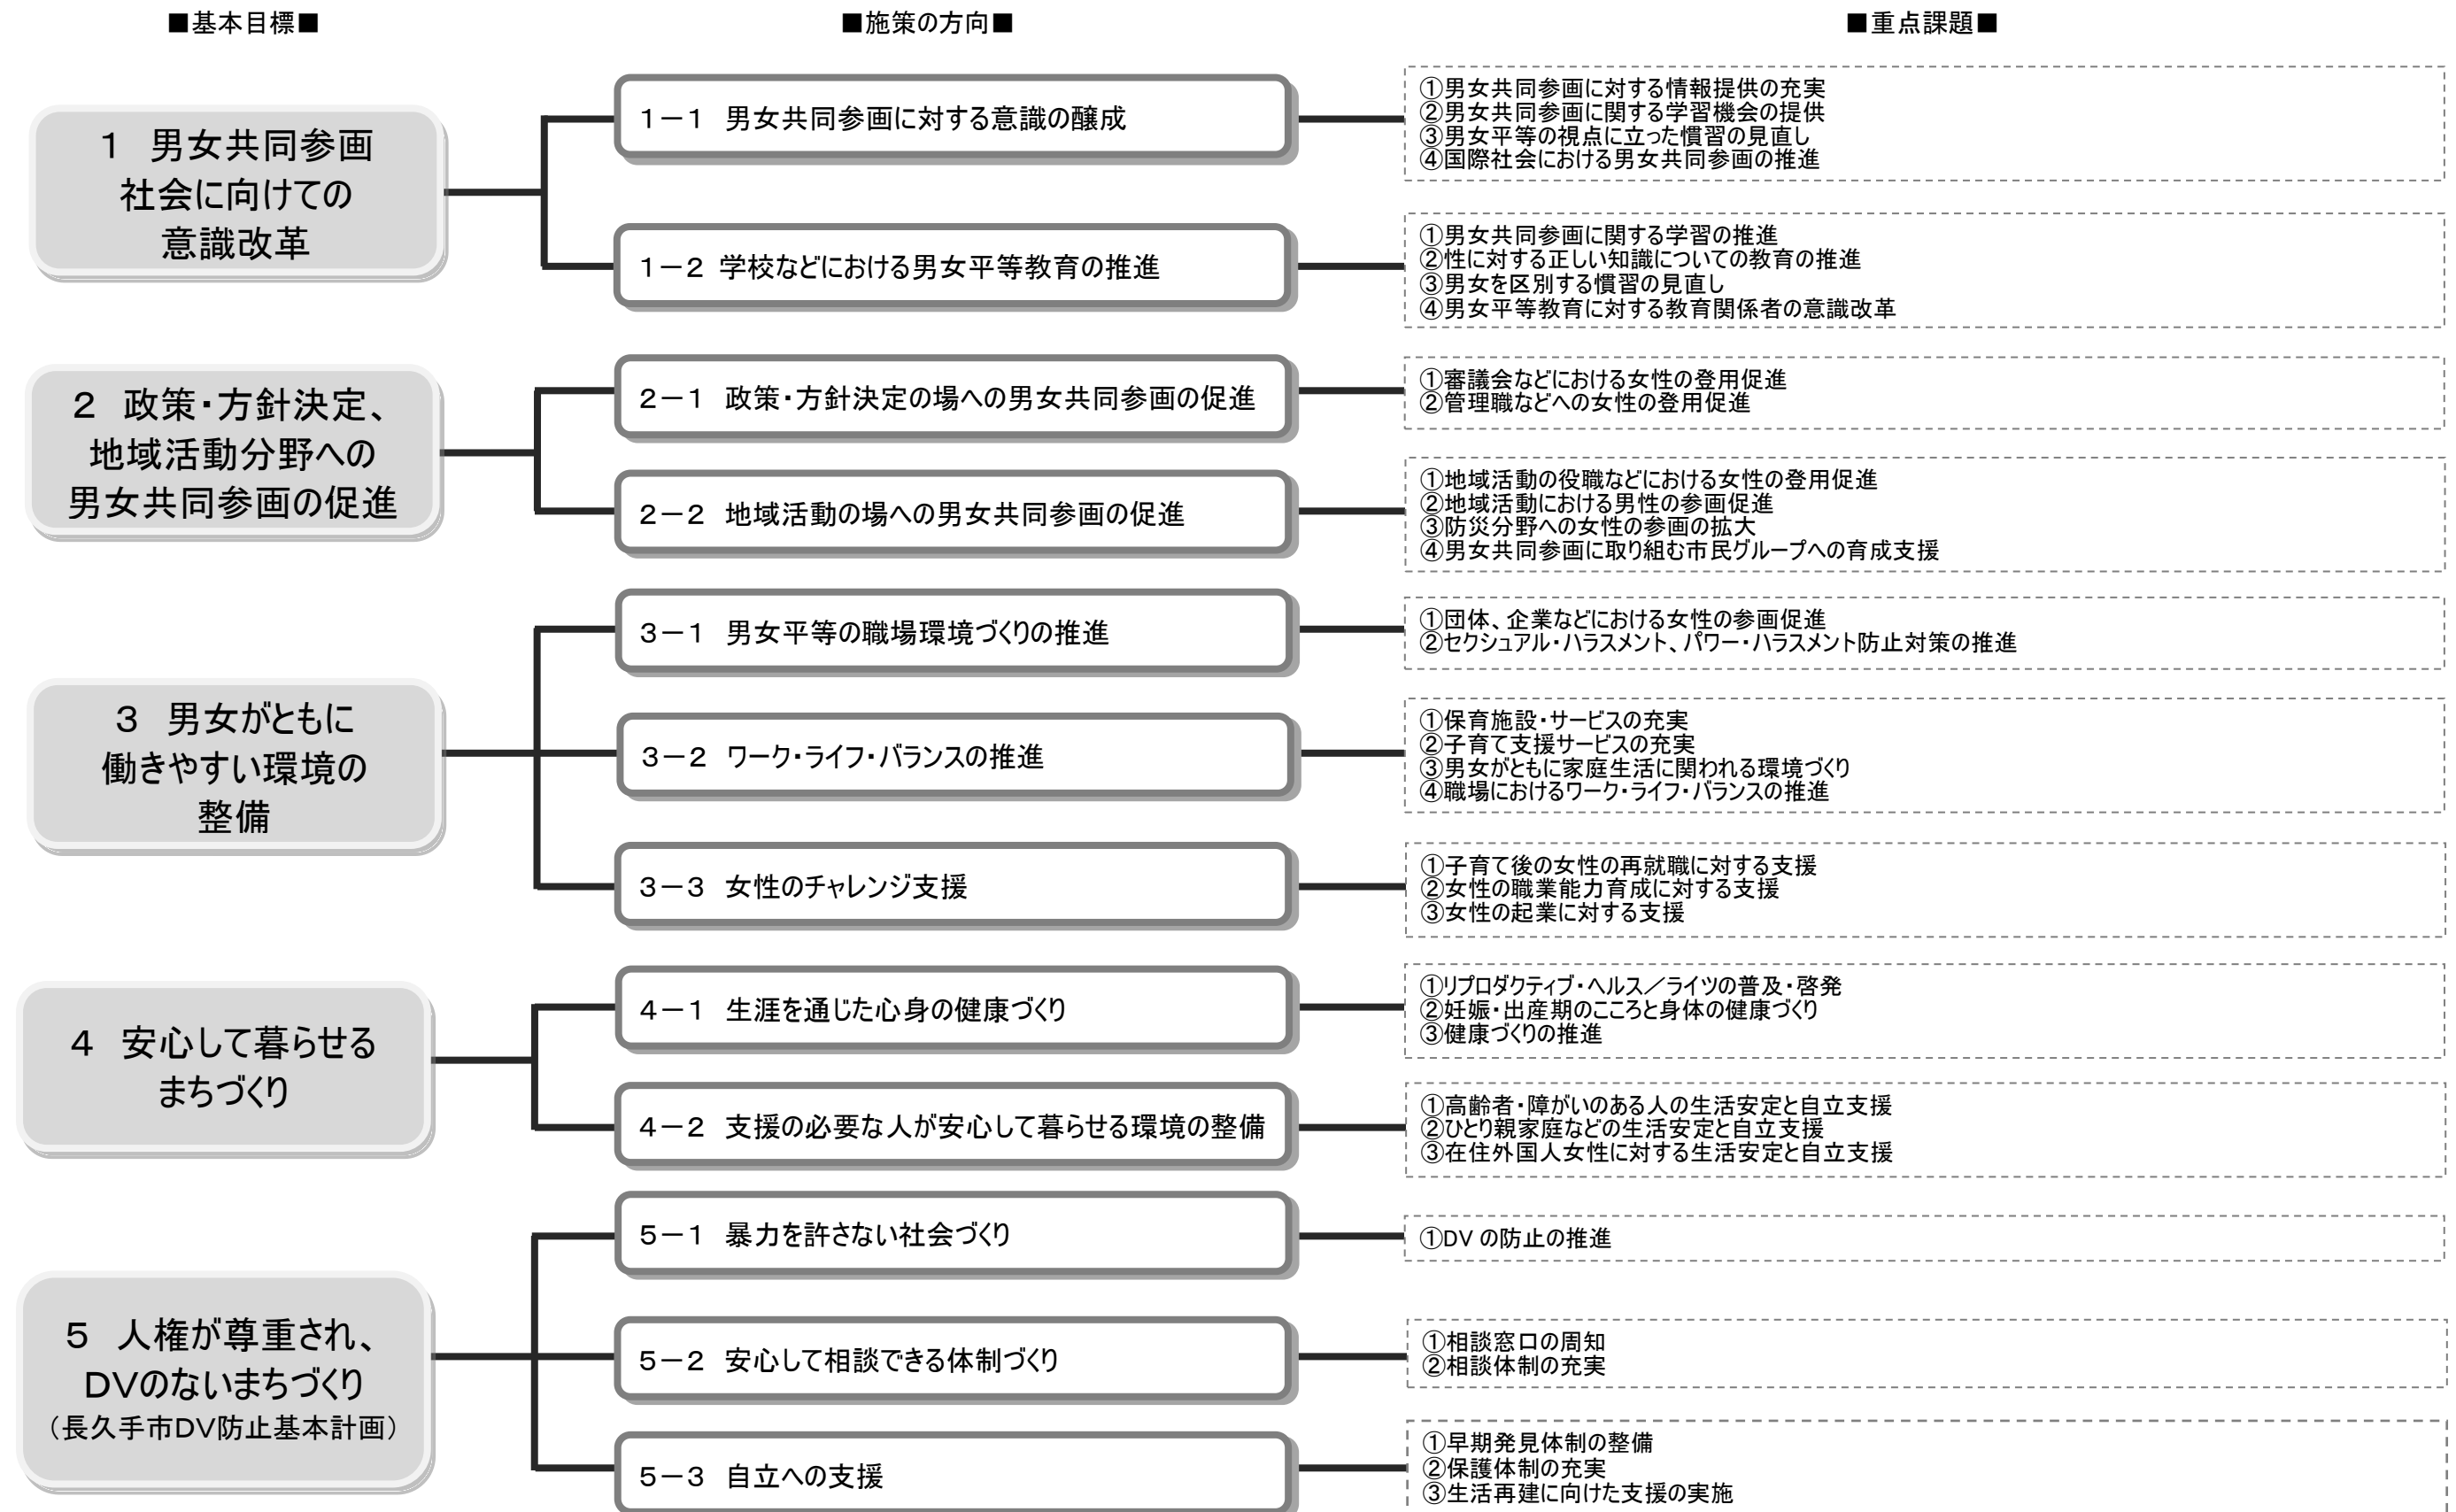 ■基本目標■
■施策の方向■
■重点課題■
1　男女共同参画
社会に向けての
意識改革
1－1　男女共同参画に対する意識の醸成
①男女共同参画に対する情報提供の充実
②男女共同参画に関する学習機会の提供
③男女平等の視点に立った慣習の見直し
④国際社会における男女共同参画の推進
1－2 学校などにおける男女平等教育の推進
①男女共同参画に関する学習の推進
②性に対する正しい知識についての教育の推進
③男女を区別する慣習の見直し
④男女平等教育に対する教育関係者の意識改革
2　政策・方針決定、
地域活動分野への
男女共同参画の促進
2－1　政策・方針決定の場への男女共同参画の促進
①審議会などにおける女性の登用促進
②管理職などへの女性の登用促進
2－2　地域活動の場への男女共同参画の促進
①地域活動の役職などにおける女性の登用促進
②地域活動における男性の参画促進
③防災分野への女性の参画の拡大
④男女共同参画に取り組む市民グループへの育成支援
3　男女がともに
働きやすい環境の
整備
3－1　男女平等の職場環境づくりの推進
①団体、企業などにおける女性の参画促進
②セクシュアル・ハラスメント、パワー・ハラスメント防止対策の推進
3－2　ワーク・ライフ・バランスの推進
①保育施設・サービスの充実
②子育て支援サービスの充実
③男女がともに家庭生活に関われる環境づくり
④職場におけるワーク・ライフ・バランスの推進
3－3　女性のチャレンジ支援
①子育て後の女性の再就職に対する支援
②女性の職業能力育成に対する支援
③女性の起業に対する支援
4　安心して暮らせる
まちづくり
4－1　生涯を通じた心身の健康づくり
①リプロダクティブ・ヘルス／ライツの普及・啓発
②妊娠・出産期のこころと身体の健康づくり
③健康づくりの推進
4－2　支援の必要な人が安心して暮らせる環境の整備
①高齢者・障がいのある人の生活安定と自立支援
②ひとり親家庭などの生活安定と自立支援
③在住外国人女性に対する生活安定と自立支援
5　人権が尊重され、
DVのないまちづくり
（長久手市DV防止基本計画）
5－1　暴力を許さない社会づくり
①DV の防止の推進
5－2　安心して相談できる体制づくり
①相談窓口の周知
②相談体制の充実
5－3　自立への支援
①早期発見体制の整備
②保護体制の充実
③生活再建に向けた支援の実施